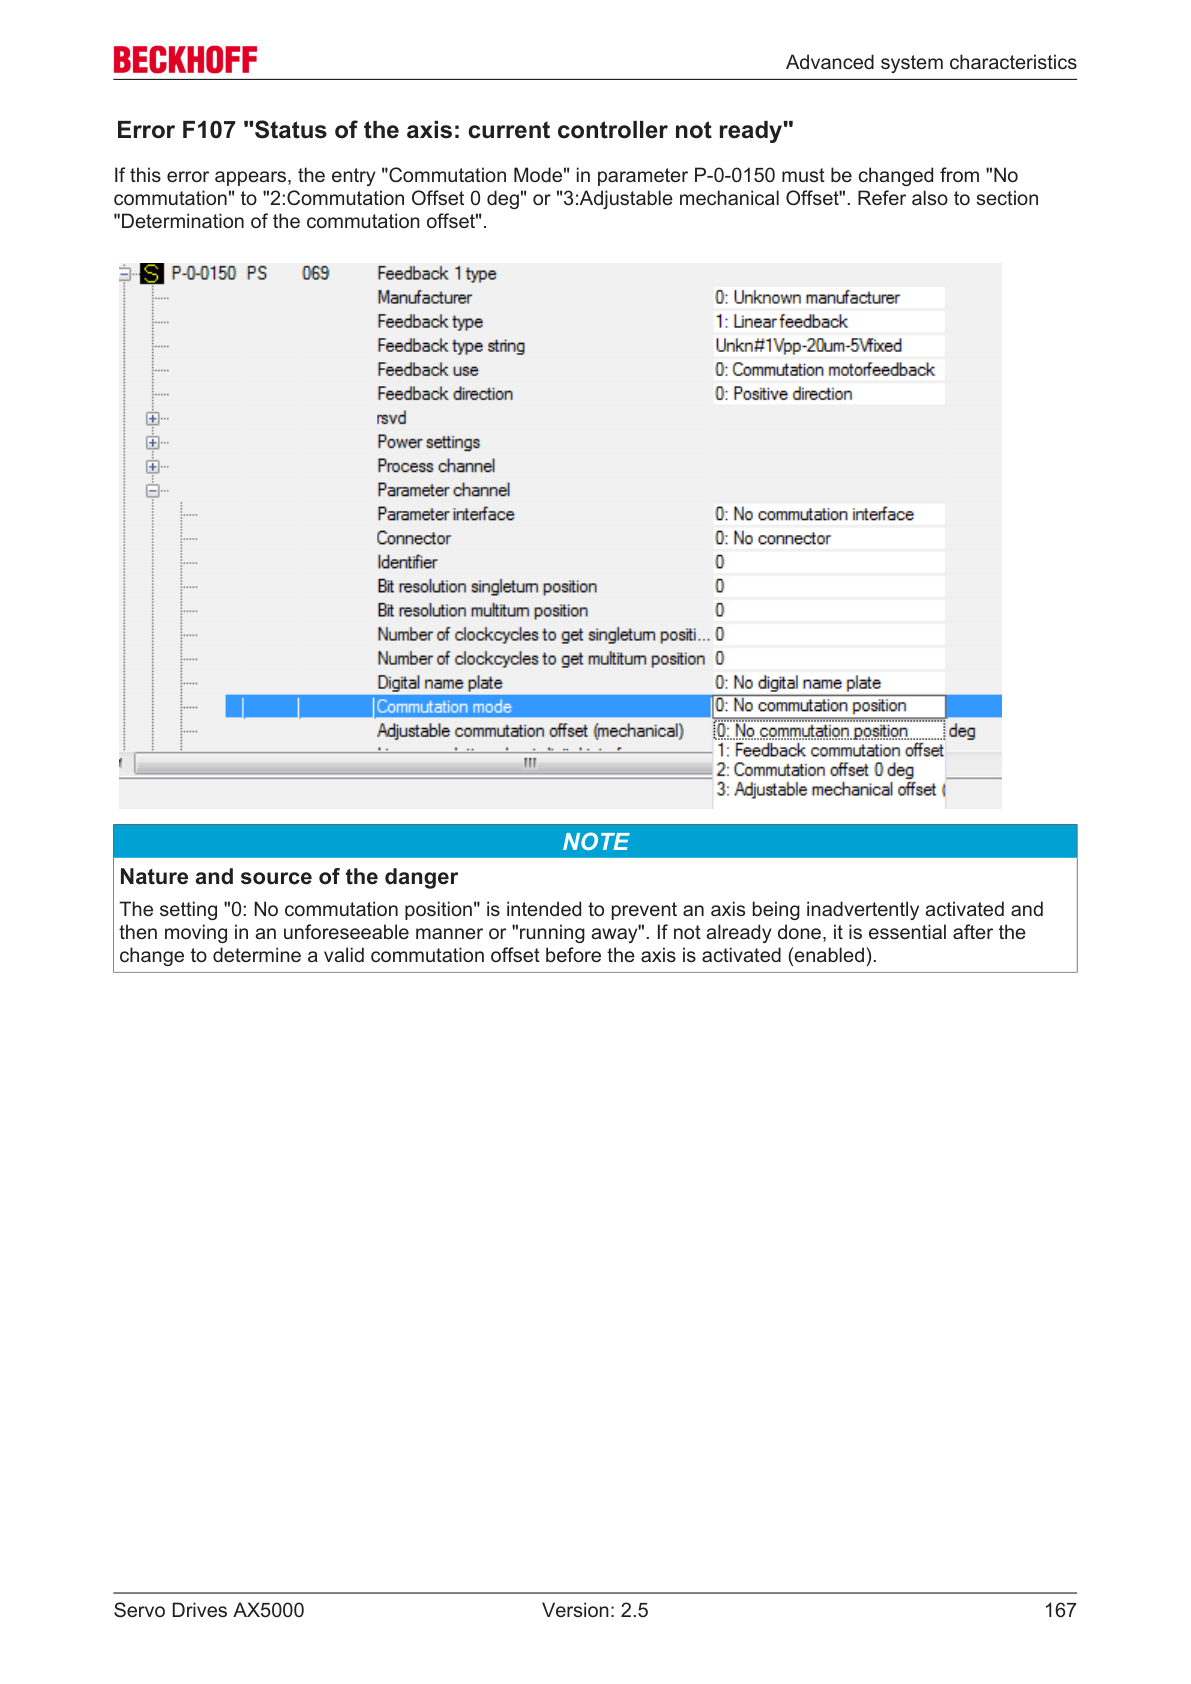 BECKHOFF
Advanced system characteristics
Error F107 "Status of the axis: current controller not ready"
If this error appears, the entry "Commutation Mode" in parameter P-0-0150 must be changed from "No
commutation" to "2:Commutation Offset 0 deg" or "3:Adjustable mechanical Offset". Refer also to section
"Determination of the commutation offset".
S P-0-0150 PS 069 Feedback 1 type
Manufacturer 0: Unknown manufacturer
Feedback type 1: Linear feedback
Feedback type string Unkn#1Vpp-20um-5Vfixed
Feedback use 0: Commutation motorfeedback
Feedback direction 0: Positive direction
rsvd
Power settings
Process channel
Parameter channel
Parameter interface 0: No commutation interface
Connector 0: No connector
Identifier 0
Bit resolution singleturn position 0
Bit resolution multiturn position 0
Number of clockcycles to get singleturn positi... 0
Number of clockcycles to get multiturn position 0
Digital name plate 0: No digital name plate
Commutation mode 0: No commutation position
Adjustable commutation offset (mechanical) 0: No commutation position deg
1: Feedback commutation offset
2: Commutation offset 0 deg
3: Adjustable mechanical offset (
NOTE
Nature and source of the danger
The setting "0: No commutation position" is intended to prevent an axis being inadvertently activated and
then moving in an unforeseeable manner or "running away". If not already done, it is essential after the
change to determine a valid commutation offset before the axis is activated (enabled).
Servo Drives AX5000 Version: 2.5 167